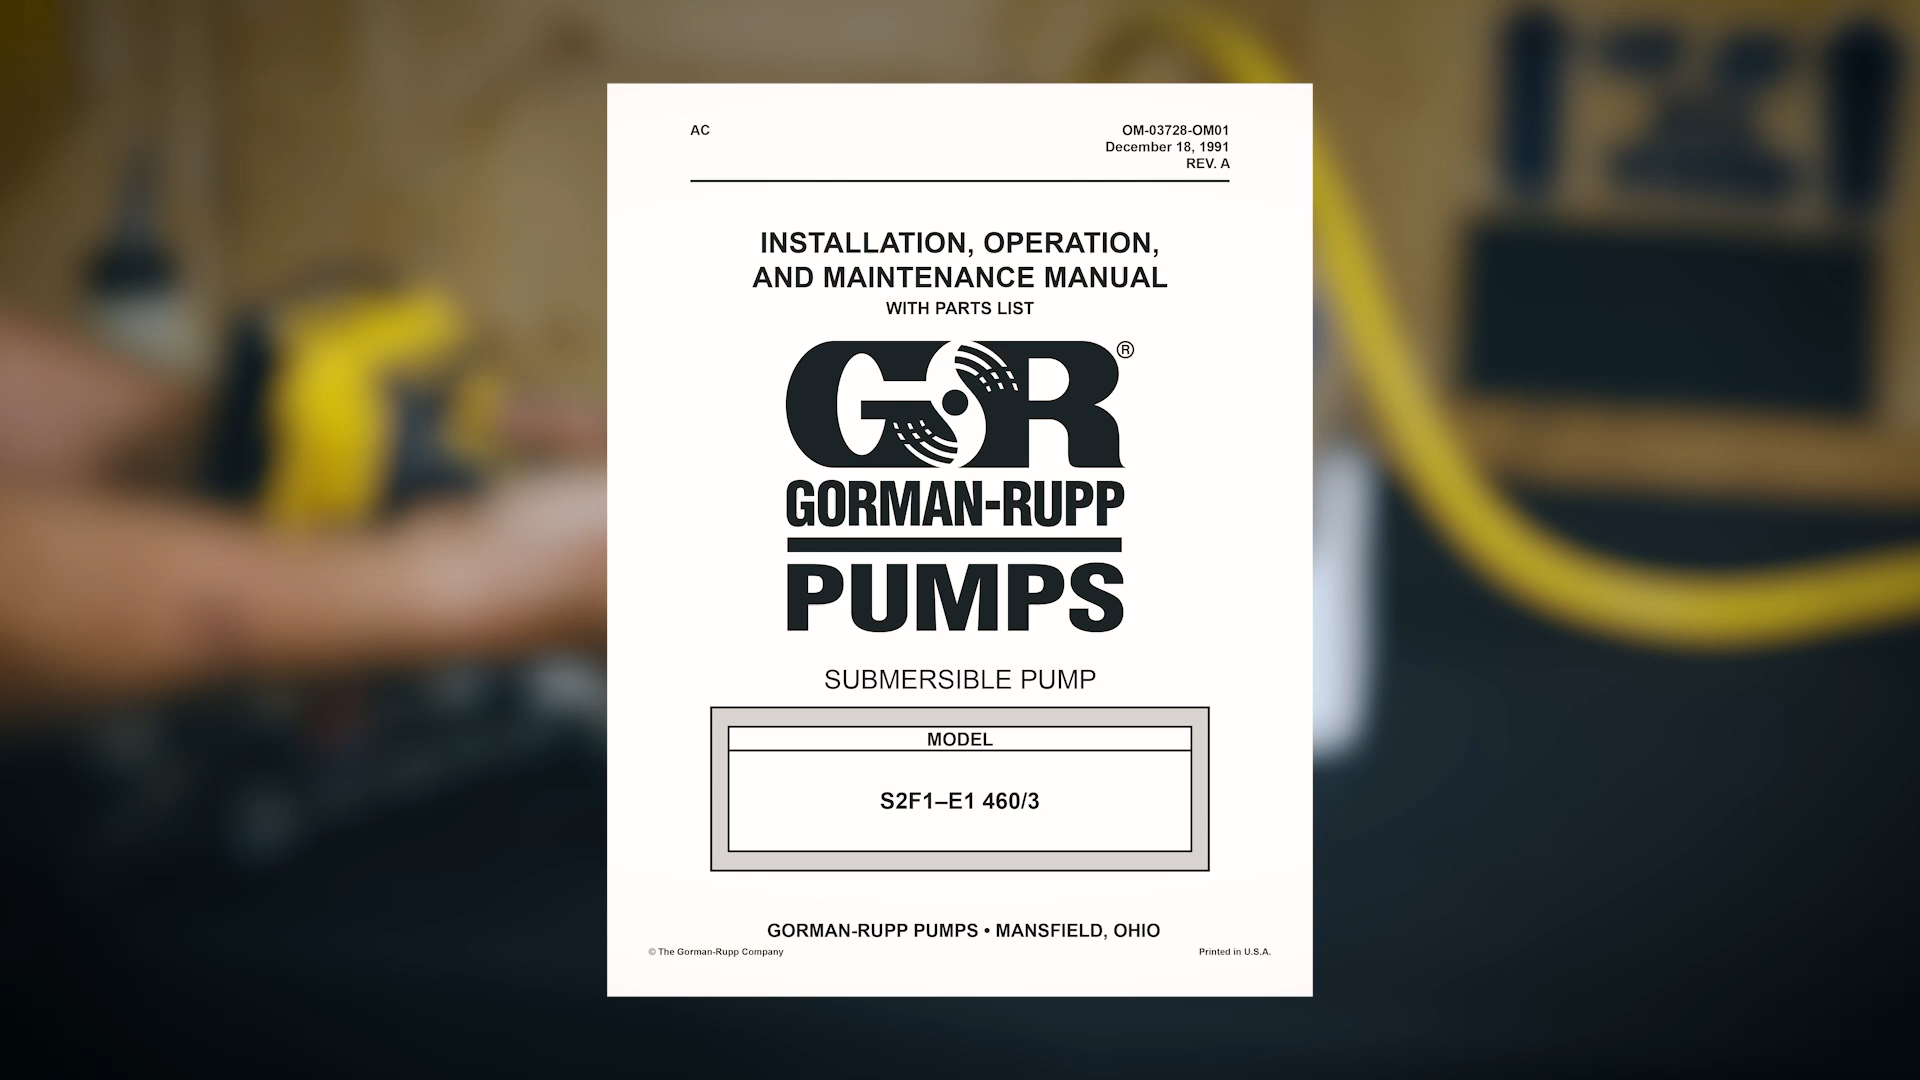 AC
OM-03728-OM01
December 18, 1991
REV. A
INSTALLATION, OPERATION,
AND MAINTENANCE MANUAL
WITH PARTS LIST
GR®
GORMAN-RUPP
PUMPS
SUBMERSIBLE PUMP
MODEL
S2F1–E1 460/3
GORMAN-RUPP PUMPS • MANSFIELD, OHIO
© The Gorman-Rupp Company
Printed in U.S.A.